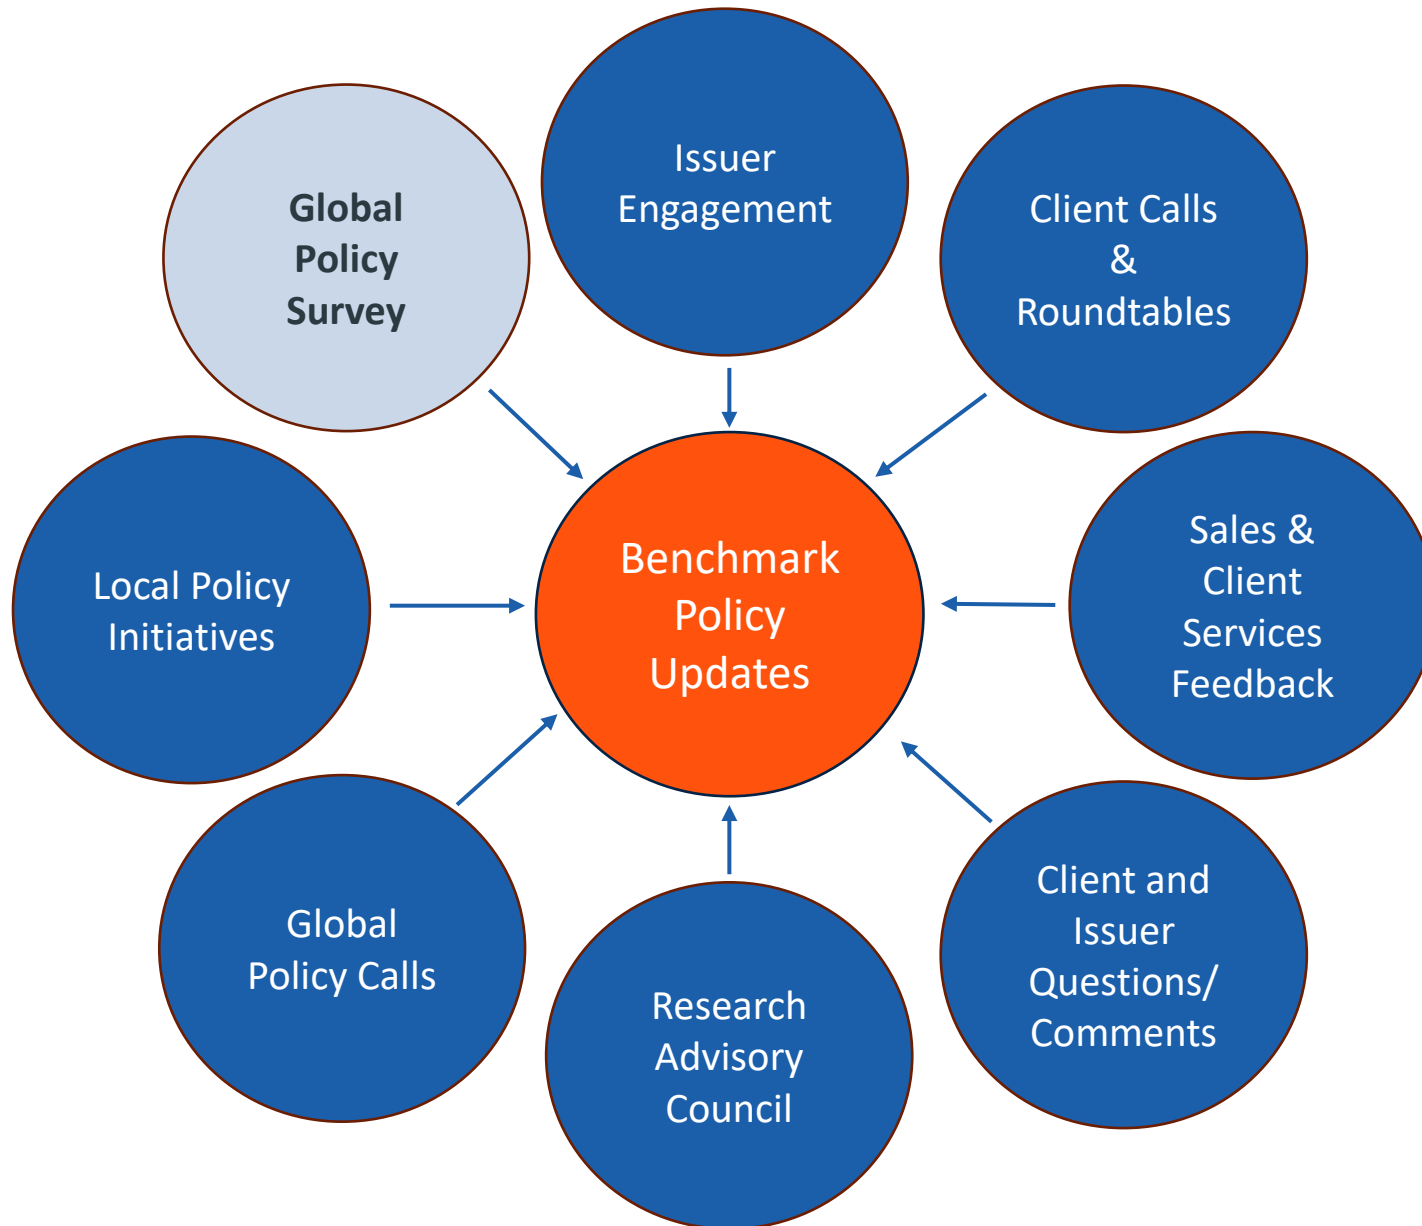 Issuer
Engagement
Global
Policy
Survey
Client Calls
&
Roundtables
Local Policy
Initiatives
Benchmark
Policy
Updates
Sales &
Client
Services
Feedback
Global
Policy Calls
Research
Advisory
Council
Client and
Issuer
Questions/
Comments